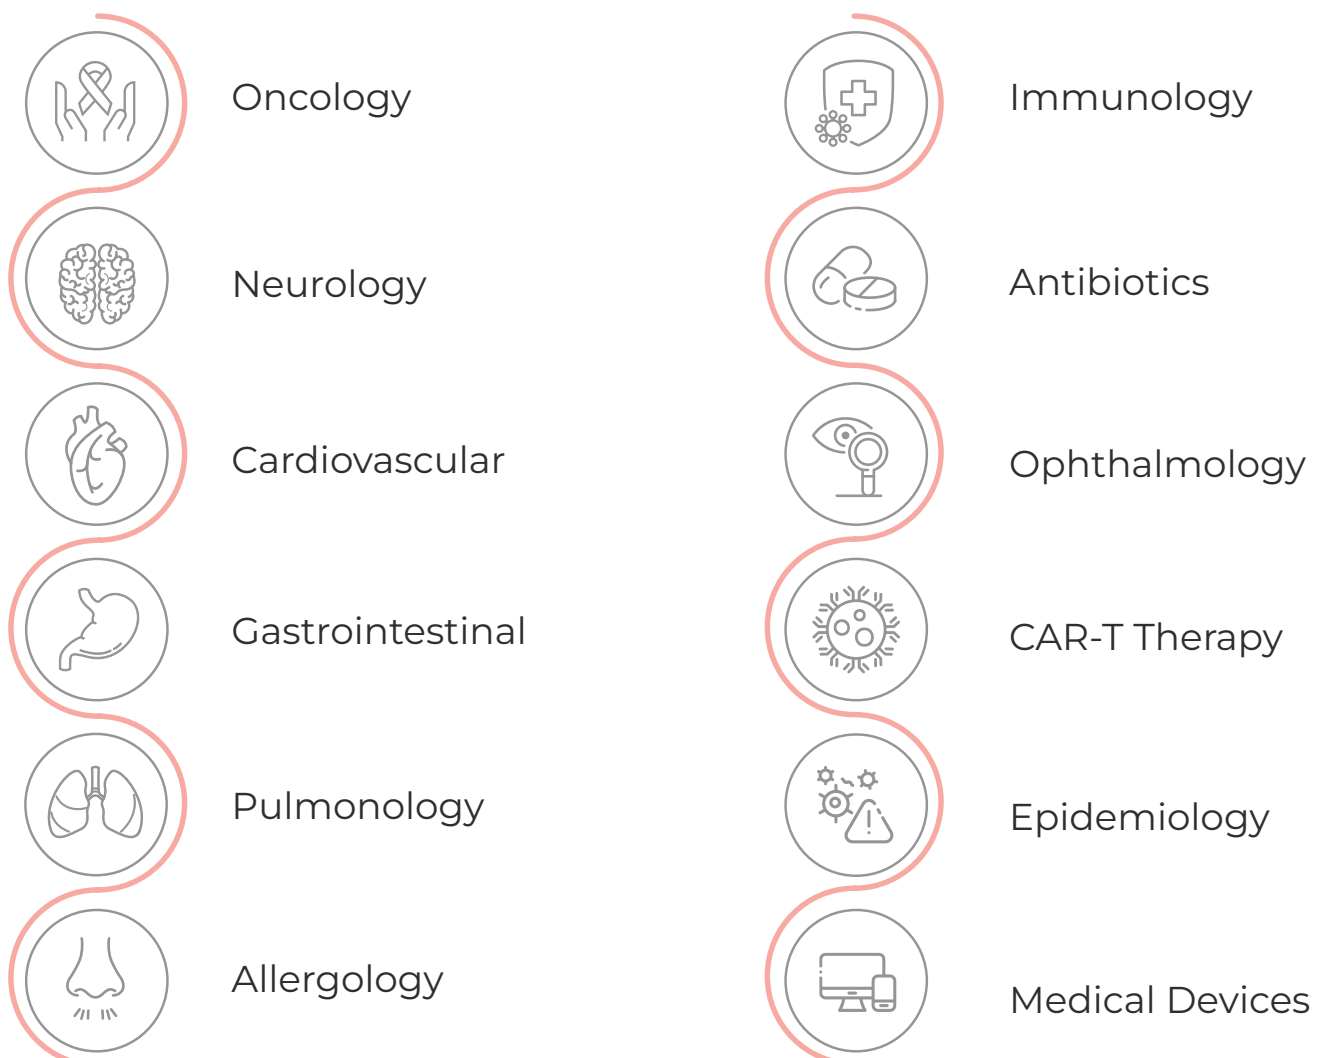 Oncology
Neurology
Cardiovascular
Gastrointestinal
Pulmonology
Allergology
Immunology
Antibiotics
Ophthalmology
CAR-T Therapy
Epidemiology
Medical Devices